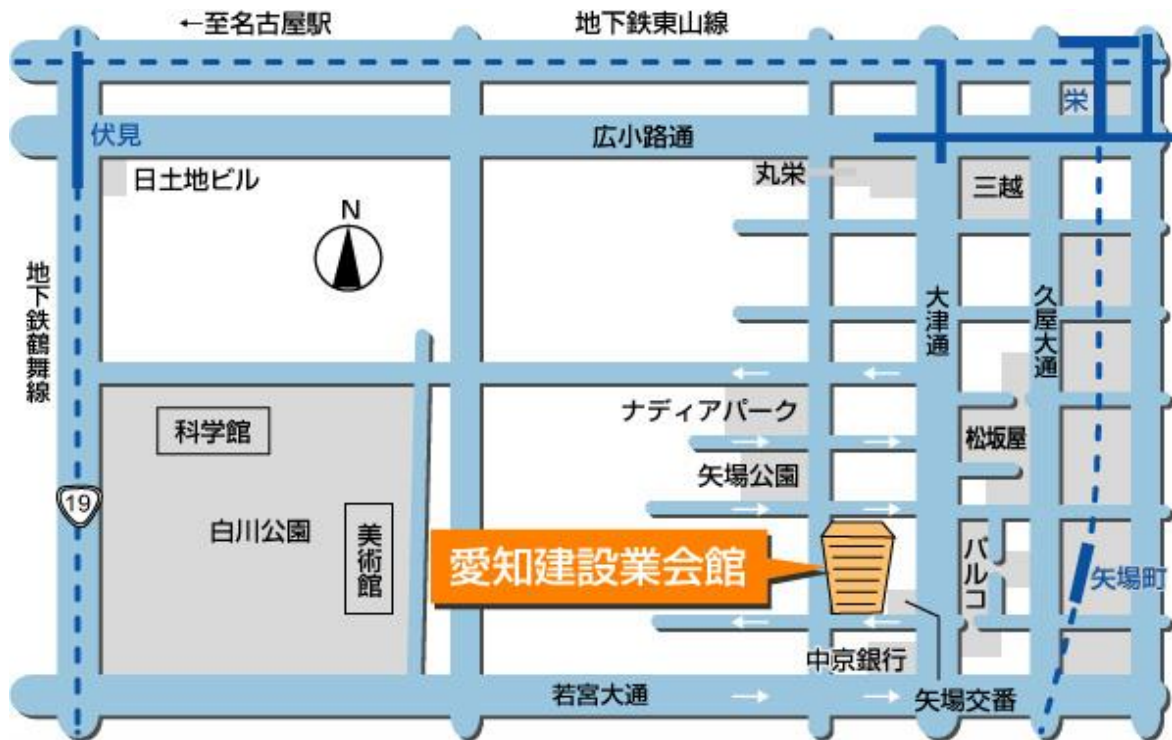 ←至名古屋駅
地下鉄東山線
栄
伏見
広小路通
日土地ビル
丸栄
三越
N
地下鉄鶴舞線
大津通
久屋大通
ナディアパーク
科学館
松坂屋
矢場公園
19
白川公園
美術館
愛知建設業会館
パルコ
矢場町
中京銀行
若宮大通
矢場交番